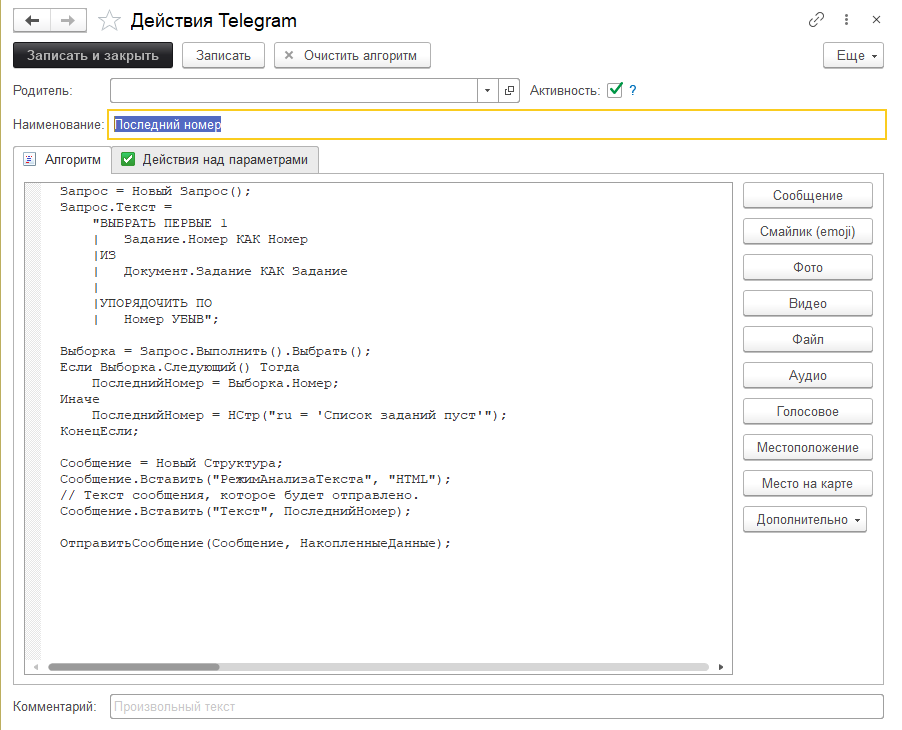 Действия Telegram
Записать и закрыть
Записать
Очистить алгоритм
Еще
Родитель:
Активность:
?
Наименование:
Последний номер
Алгоритм
Действия над параметрами
Запрос = Новый Запрос();
Запрос.Текст =
"ВЫБРАТЬ ПЕРВЫЕ 1
| Задание.Номер КАК Номер
|ИЗ
| Документ.Задание КАК Задание
|
|УПОРЯДОЧИТЬ ПО
| Номер УБЫВ";
Выборка = Запрос.Выполнить().Выбрать();
Если Выборка.Следующий() Тогда
ПоследнийНомер = Выборка.Номер;
Иначе
ПоследнийНомер = НСтр("ru = 'Список заданий пуст'");
КонецЕсли;
Сообщение = Новый Структура;
Сообщение.Вставить("РежимАнализаТекста", "HTML");
// Текст сообщения, которое будет отправлено.
Сообщение.Вставить("Текст", ПоследнийНомер);
ОтправитьСообщение(Сообщение, НакопленныеДанные);
Сообщение
Смайлик (emoji)
Фото
Видео
Файл
Аудио
Голосовое
Местоположение
Место на карте
Дополнительно
Комментарий:
Произвольный текст